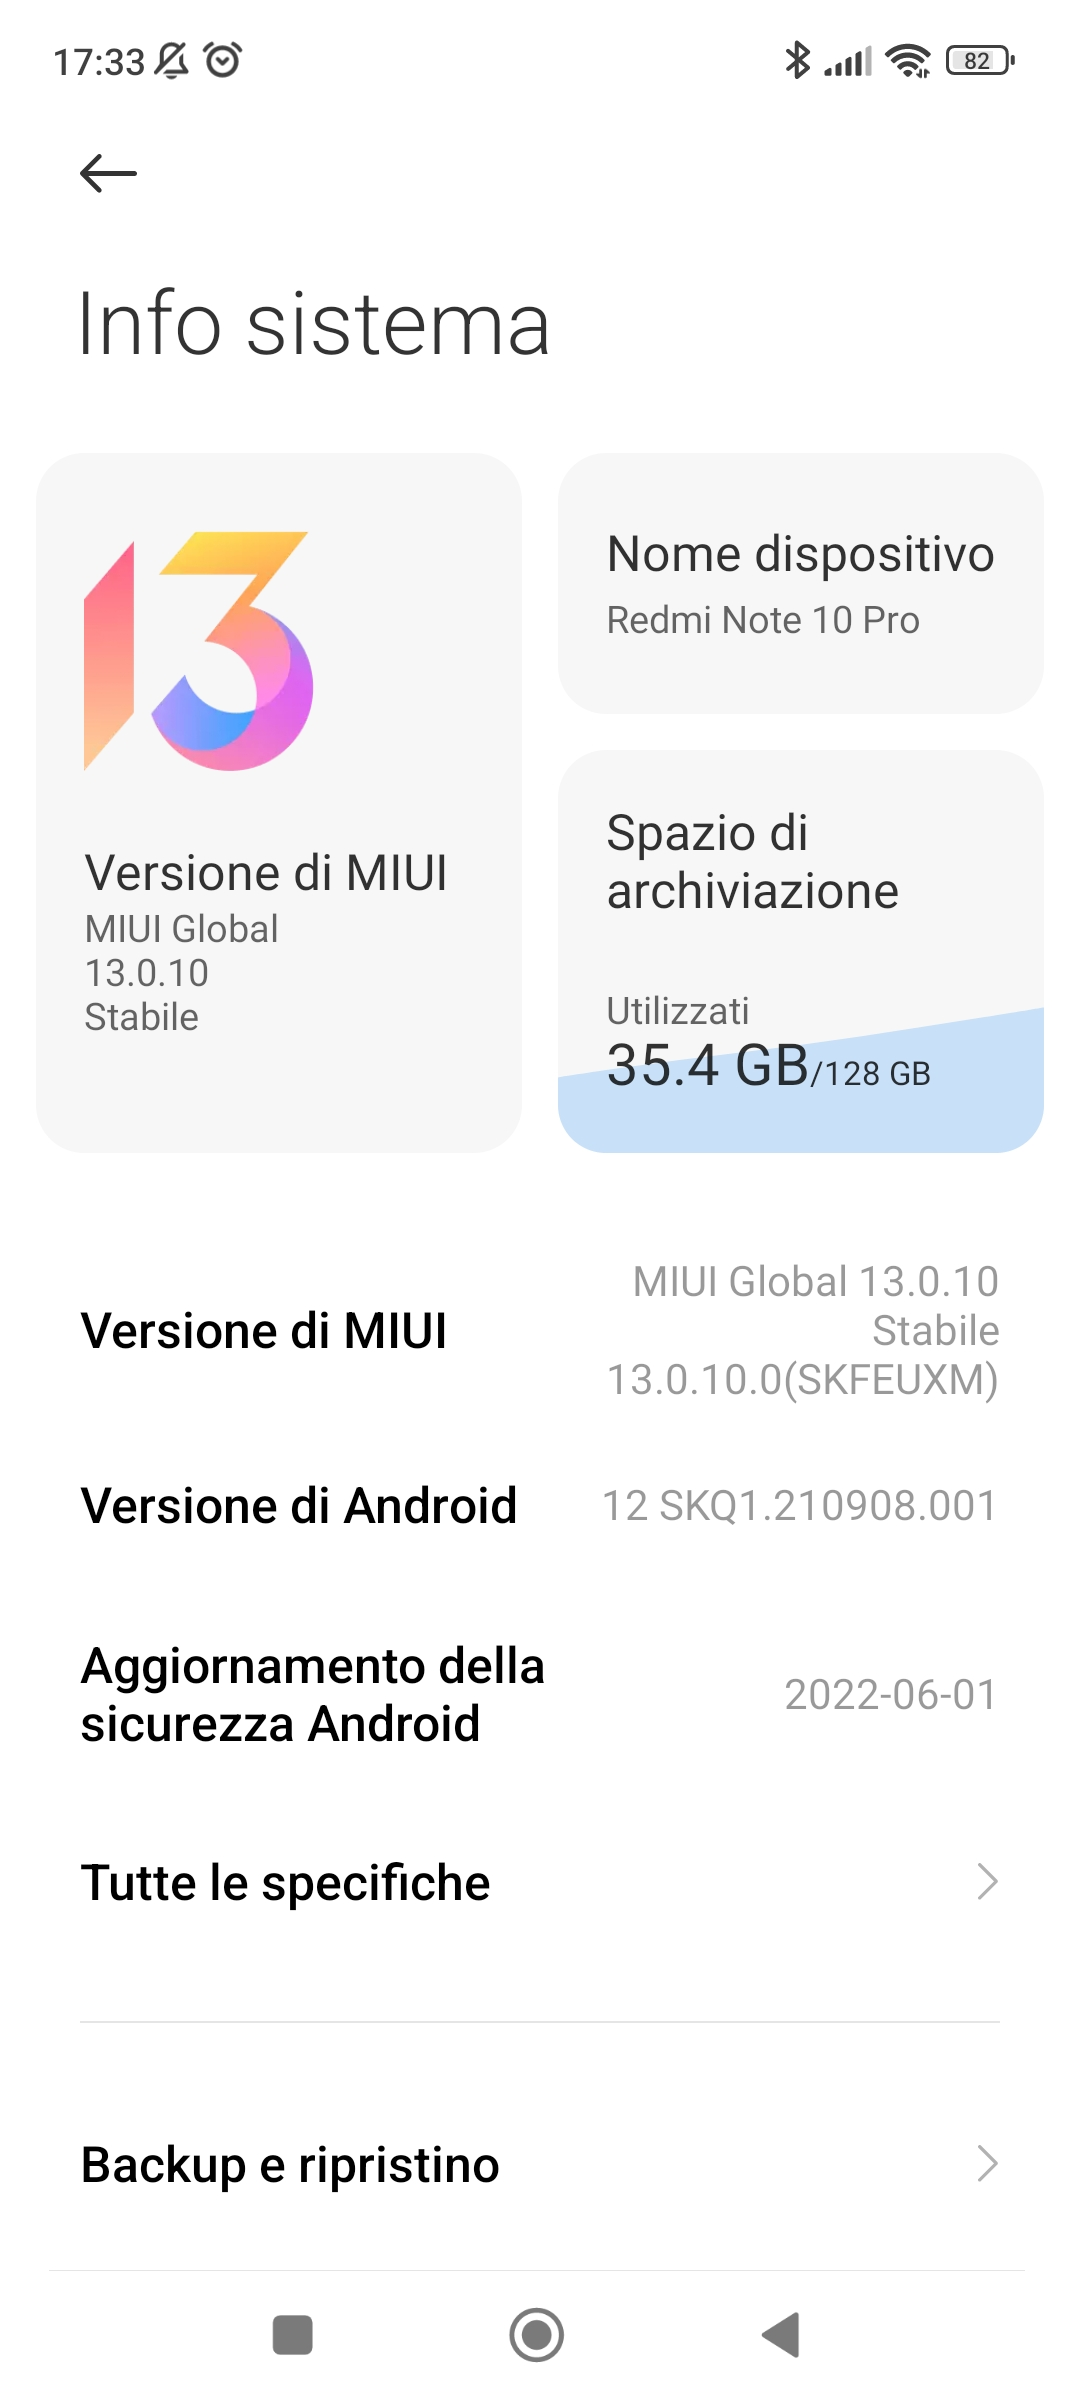 17:33
82
Info sistema
13
Versione di MIUI
MIUI Global
13.0.10
Stabile
Nome dispositivo
Redmi Note 10 Pro
Spazio di
archiviazione
Utilizzati
35.4 GB/128 GB
Versione di MIUI
MIUI Global 13.0.10
Stabile
13.0.10.0(SKFEUXM)
Versione di Android
12 SKQ1.210908.001
Aggiornamento della
sicurezza Android
2022-06-01
Tutte le specifiche
Backup e ripristino